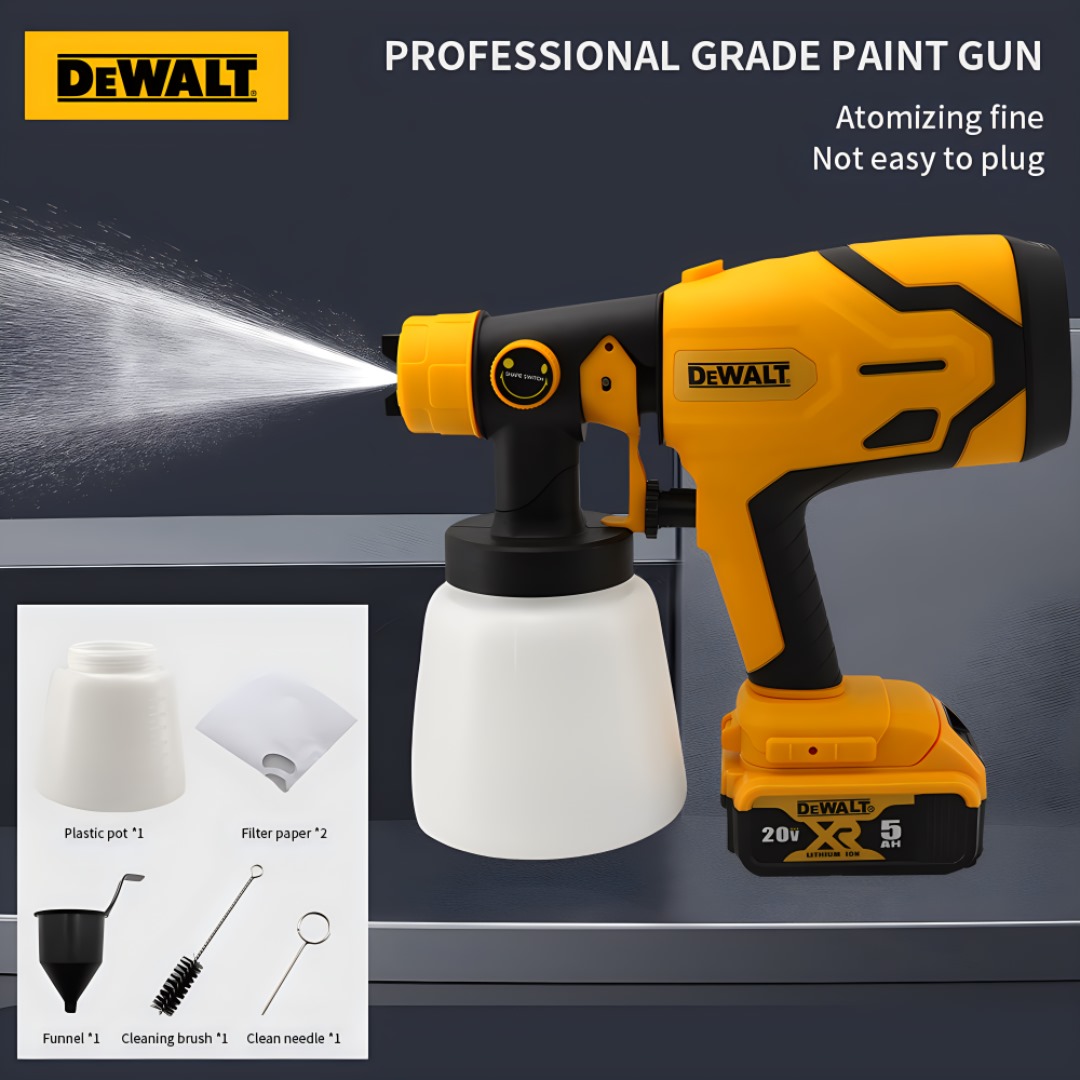 DEWALT®
PROFESSIONAL GRADE PAINT GUN
Atomizing fine
Not easy to plug
SHAPE SWITCH
DEWALT®
DEWALT®
20V XR 5 AH
LITHIUM ION
Plastic pot *1
Filter paper *2
Funnel *1
Cleaning brush *1
Clean needle *1